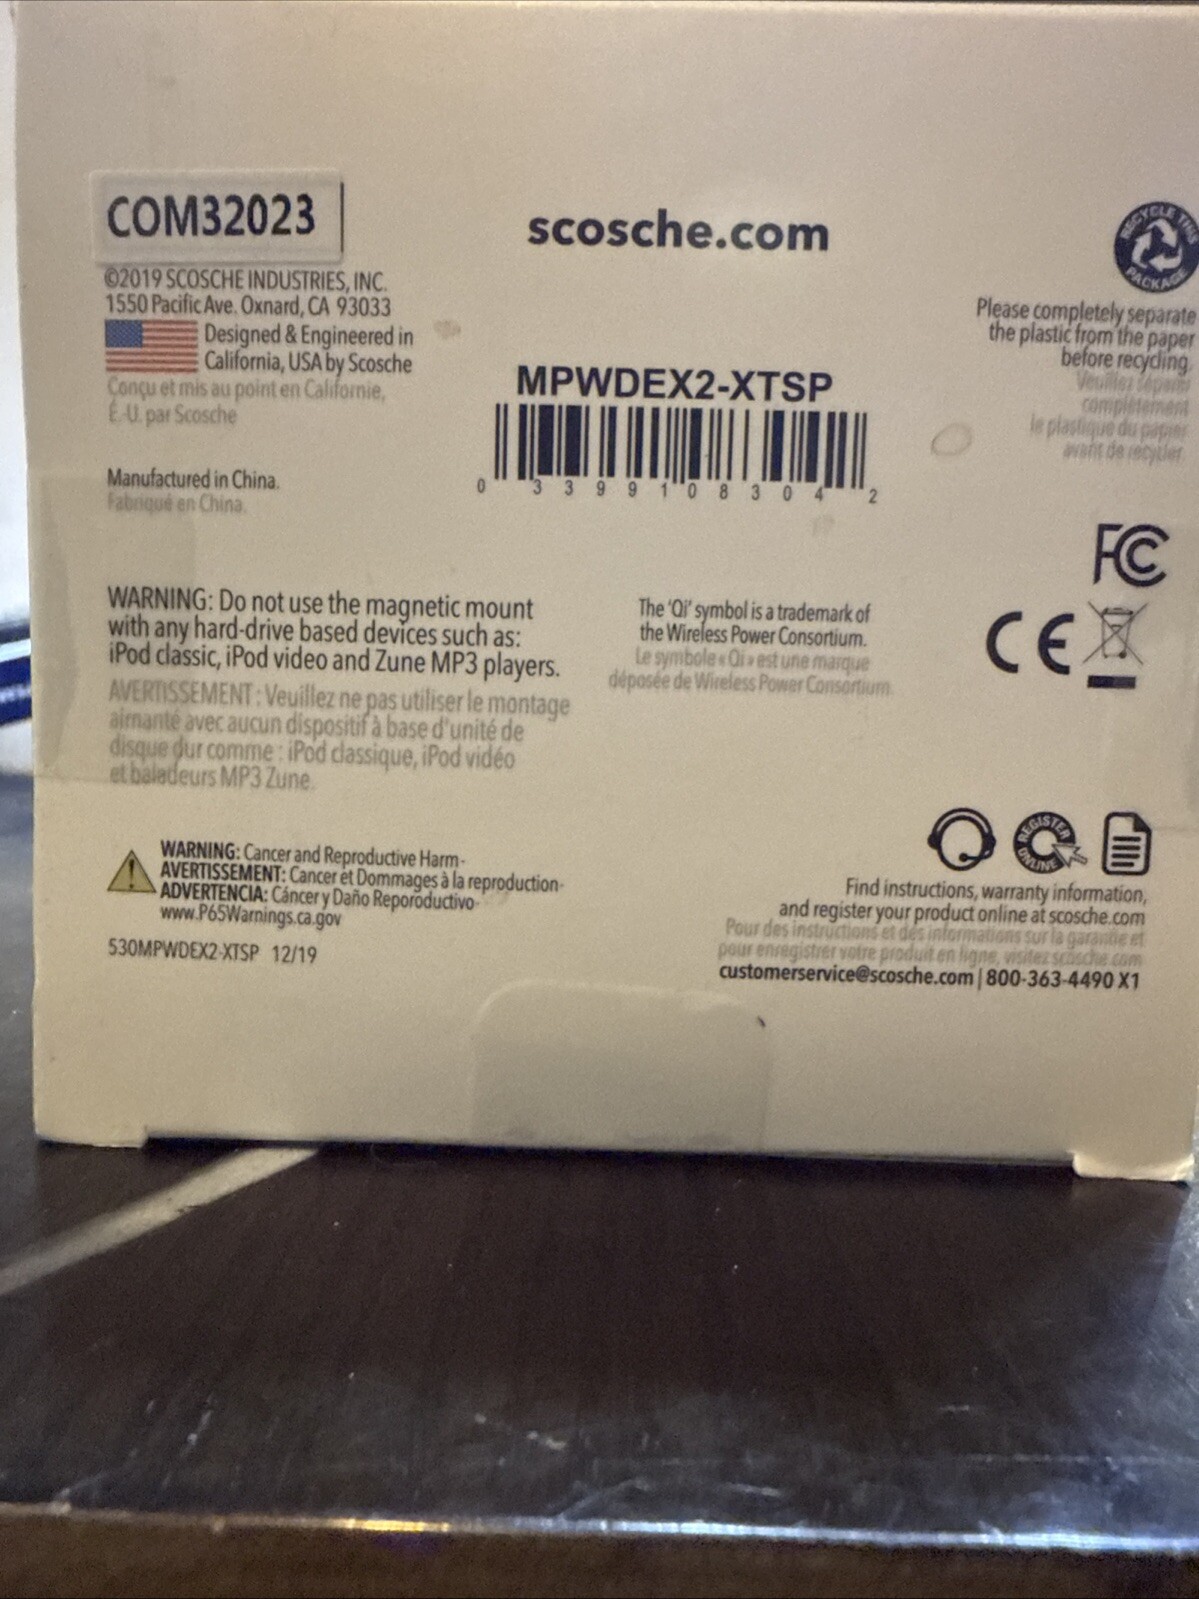 COM32023
©2019 SCOSCHE INDUSTRIES, INC.
1550 Pacific Ave. Oxnard, CA 93033
Designed & Engineered in
California, USA by Scosche
Conçu et mis au point en Californie,
É.-U. par Scosche
Manufactured in China.
Fabriqué en China.
scosche.com
MPWDEX2-XTSP
0 33991 08304 2
RECYCLE THIS
PACKAGE
Please completely separate
the plastic from the paper
before recycling.
Veuillez séparer
complètement
le plastique du papier
avant de recycler.
FC
CE
WARNING: Do not use the magnetic mount
with any hard-drive based devices such as:
iPod classic, iPod video and Zune MP3 players.
AVERTISSEMENT : Veuillez ne pas utiliser le montage
aimanté avec aucun dispositif à base d'unité de
disque dur comme : iPod classique, iPod vidéo
et baladeurs MP3 Zune.
The 'Qi' symbol is a trademark of
the Wireless Power Consortium.
Le symbole « Qi » est une marque
déposée de Wireless Power Consortium.
WARNING: Cancer and Reproductive Harm-
AVERTISSEMENT: Cancer et Dommages à la reproduction-
ADVERTENCIA: Cáncer y Daño Reporoductivo-
www.P65Warnings.ca.gov
530MPWDEX2-XTSP 12/19
REGISTER
ONLINE
Find instructions, warranty information,
and register your product online at scosche.com
Pour des instructions et des informations sur la garantie et
pour enregistrer votre produit en ligne, visitez scosche.com
customerservice@scosche.com | 800-363-4490 X1